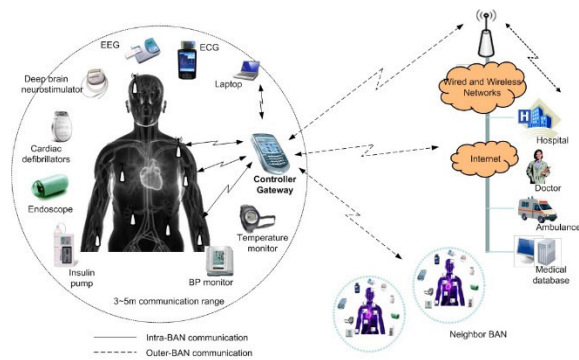 EEG
ECG
Deep brain
neurostimulator
Laptop
Cardiac
defibrillators
Controller
Gateway
Endoscope
Temperature
monitor
Insulin
pump
BP monitor
3~5m communication range
Wired and Wireless
Networks
H
Hospital
Internet
Doctor
Ambulance
Medical
database
Neighbor BAN
Intra-BAN communication
Outer-BAN communication